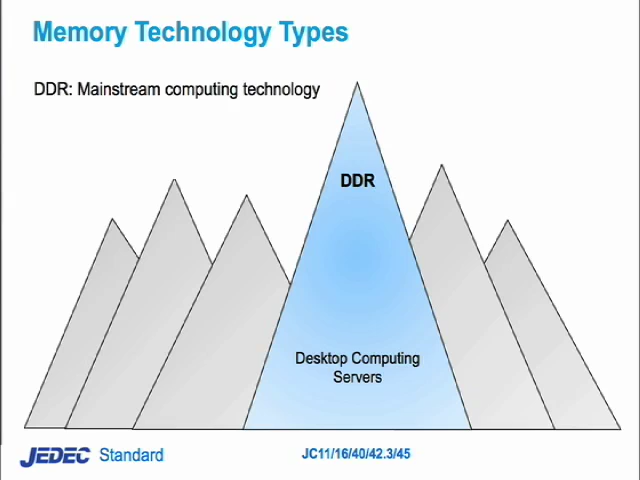 Memory Technology Types
DDR: Mainstream computing technology
DDR
Desktop Computing
Servers
JEDEC Standard
JC11/16/40/42.3/45